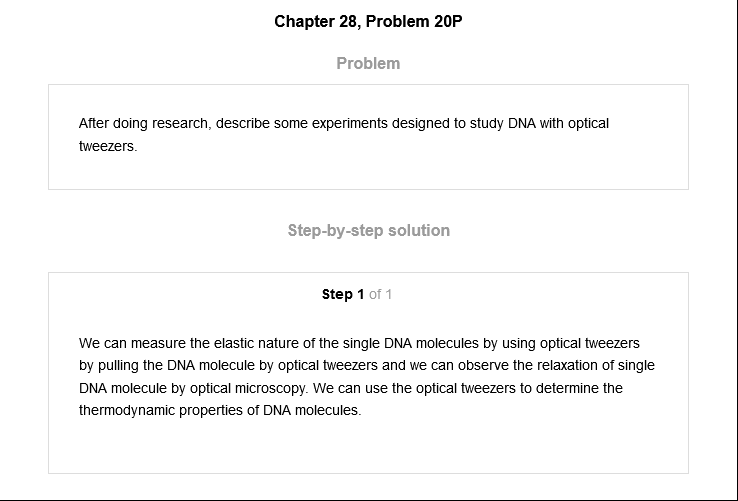 Chapter 28, Problem 20P
Problem
After doing research, describe some experiments designed to study DNA with optical
tweezers.
Step-by-step solution
Step 1 of 1
We can measure the elastic nature of the single DNA molecules by using optical tweezers
by pulling the DNA molecule by optical tweezers and we can observe the relaxation of single
DNA molecule by optical microscopy. We can use the optical tweezers to determine the
thermodynamic properties of DNA molecules.